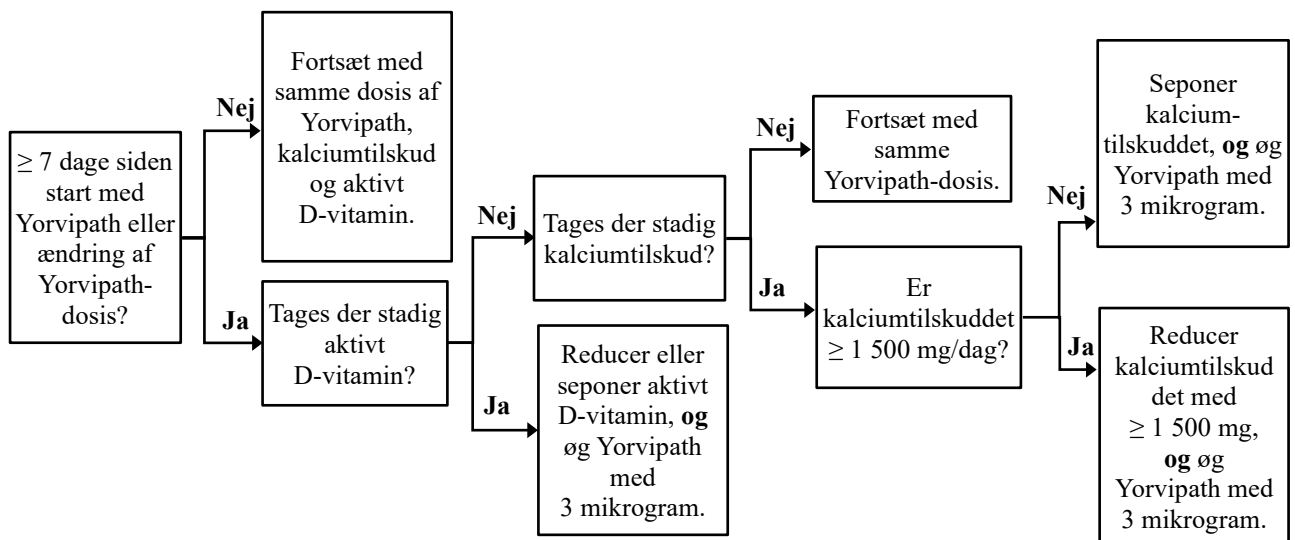 ≥ 7 dage siden
start med
Yorvipath eller
ændring af
Yorvipath-
dosis?
Nej
Fortsæt med
samme dosis af
Yorvipath,
kalciumtilskud
og aktivt
D-vitamin.
Ja
Tages der stadig
aktivt
D-vitamin?
Nej
Tages der stadig
kalciumtilskud?
Ja
Reducer eller
seponer aktivt
D-vitamin, og
øg Yorvipath
med
3 mikrogram.
Nej
Fortsæt med
samme
Yorvipath-dosis.
Ja
Er
kalciumtilskuddet
≥ 1 500 mg/dag?
Nej
Seponer
kalcium-
tilskuddet, og øg
Yorvipath med
3 mikrogram.
Ja
Reducer
kalciumtilskud
det med
≥ 1 500 mg,
og øg
Yorvipath med
3 mikrogram.